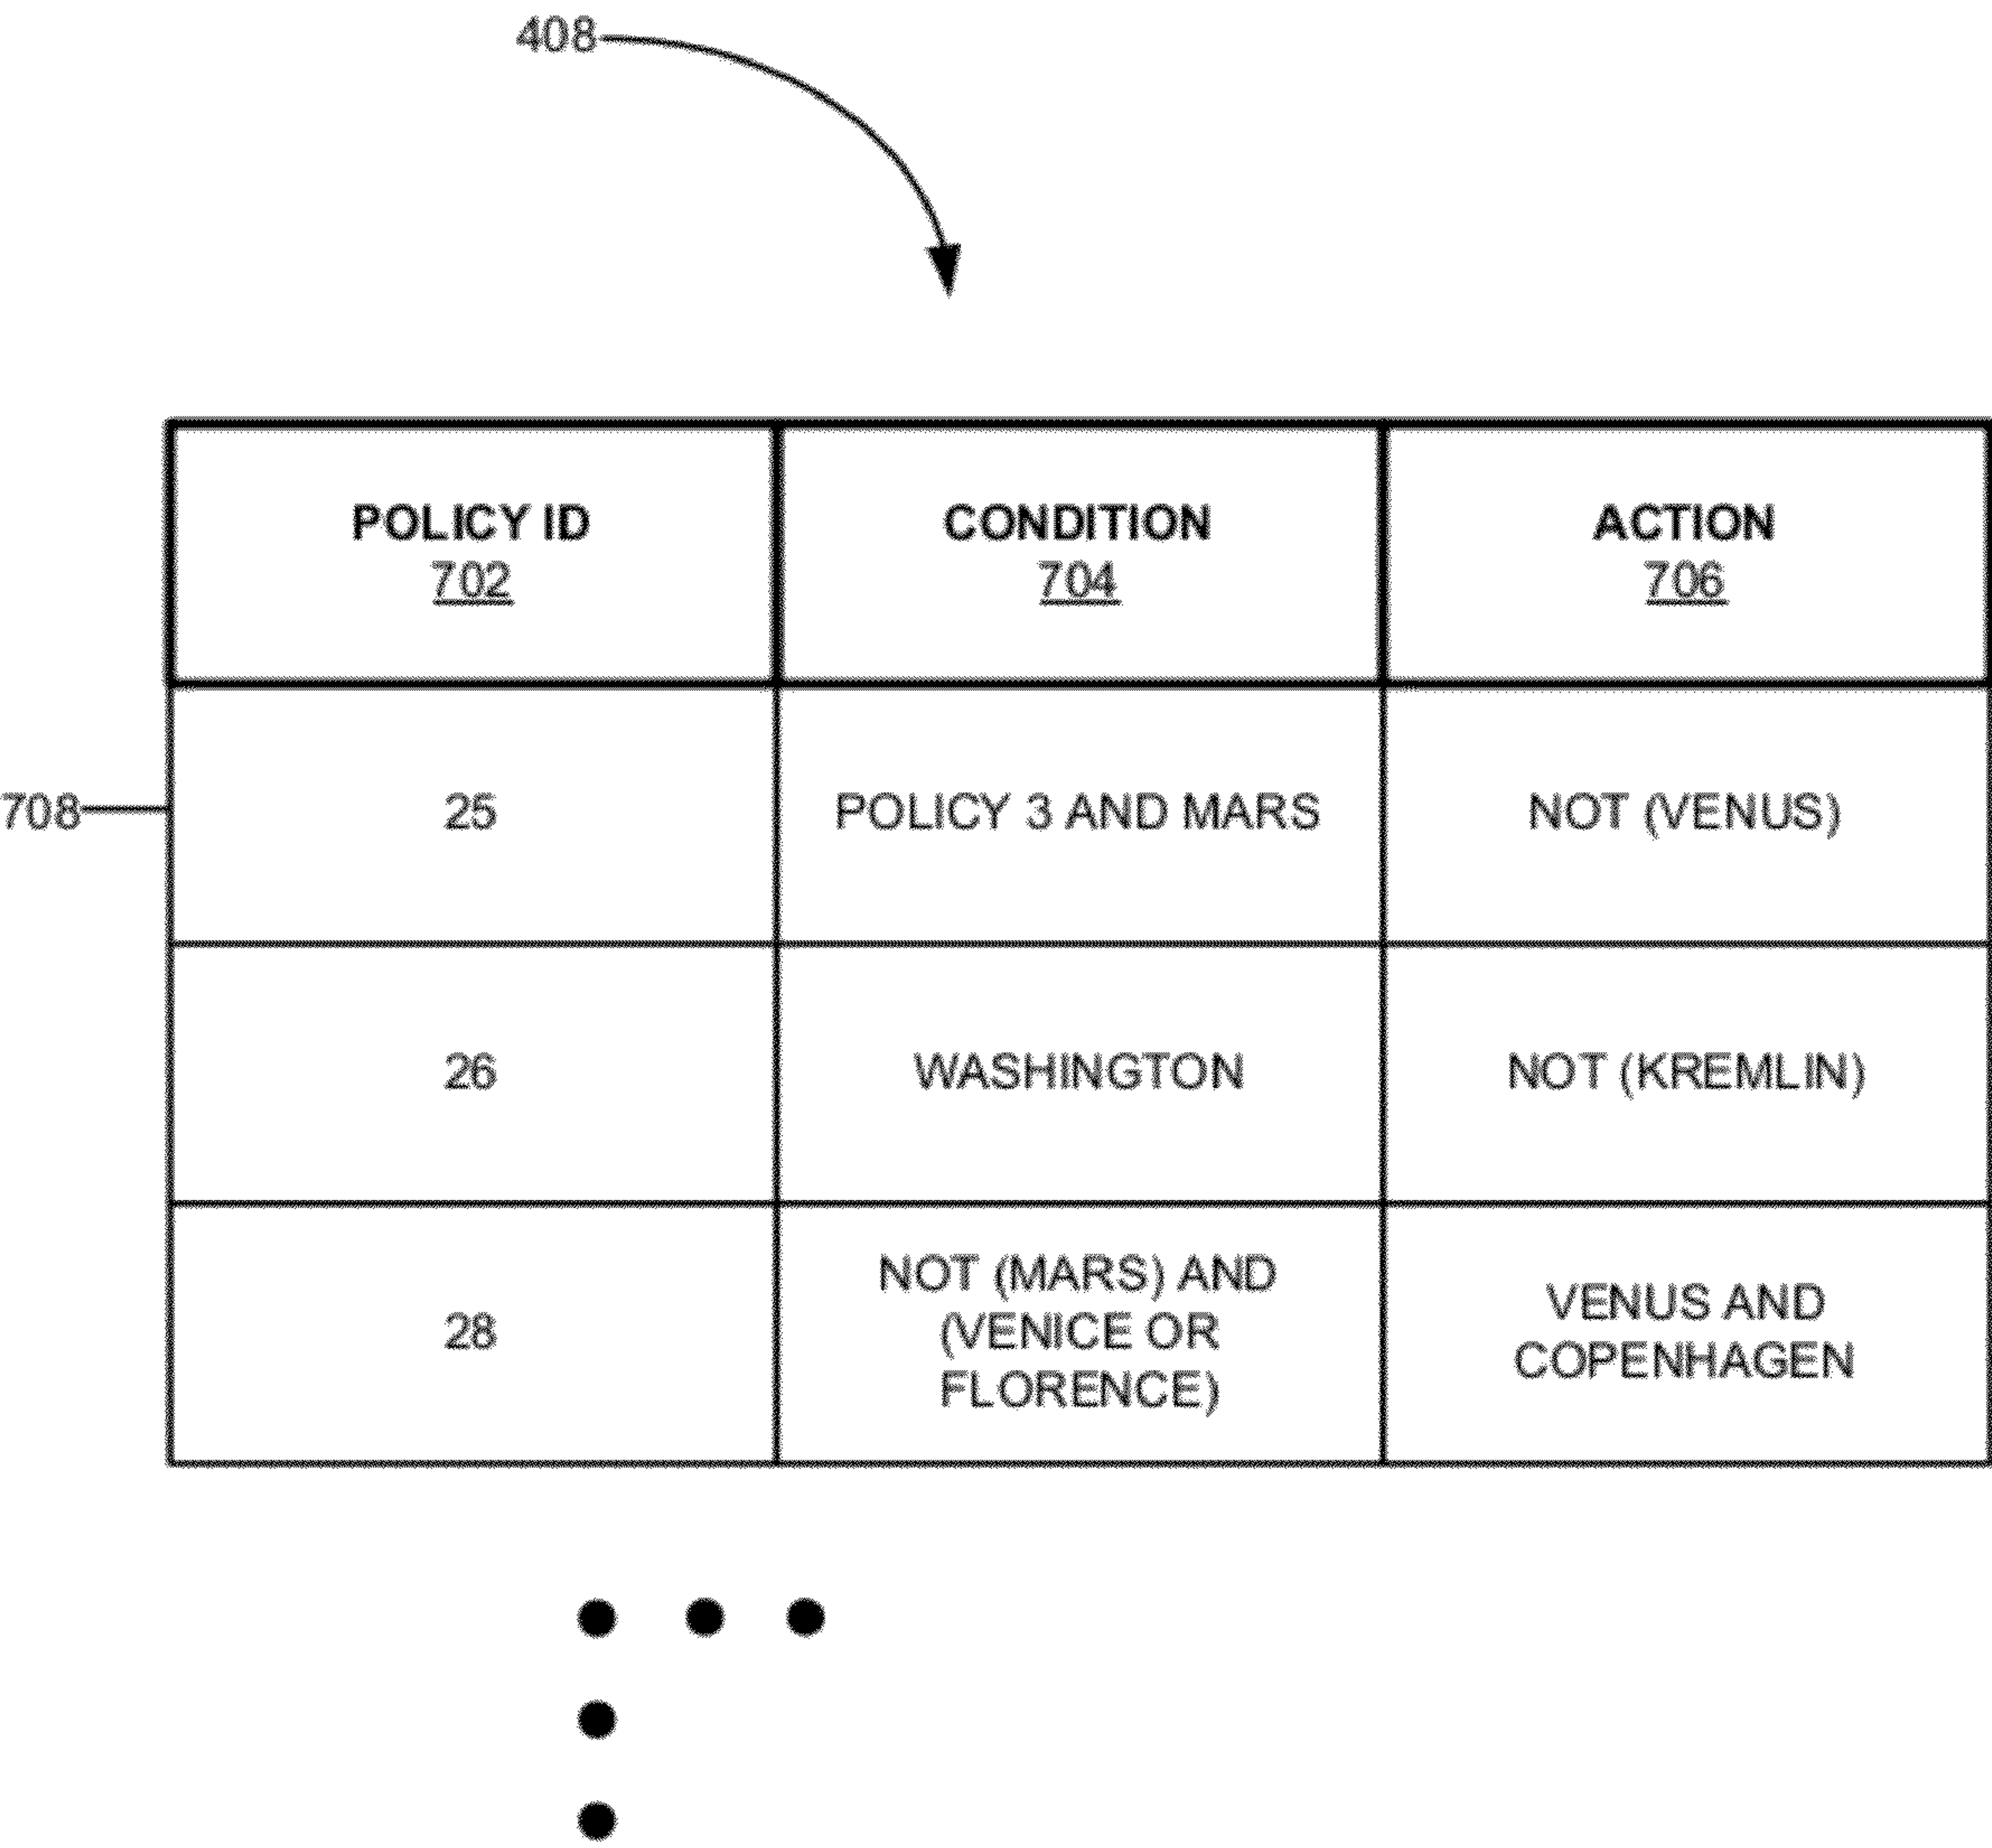 408
POLICY ID
702
CONDITION
704
ACTION
706
708
25
POLICY 3 AND MARS
NOT (VENUS)
26
WASHINGTON
NOT (KREMLIN)
28
NOT (MARS) AND
(VENICE OR
FLORENCE)
VENUS AND
COPENHAGEN